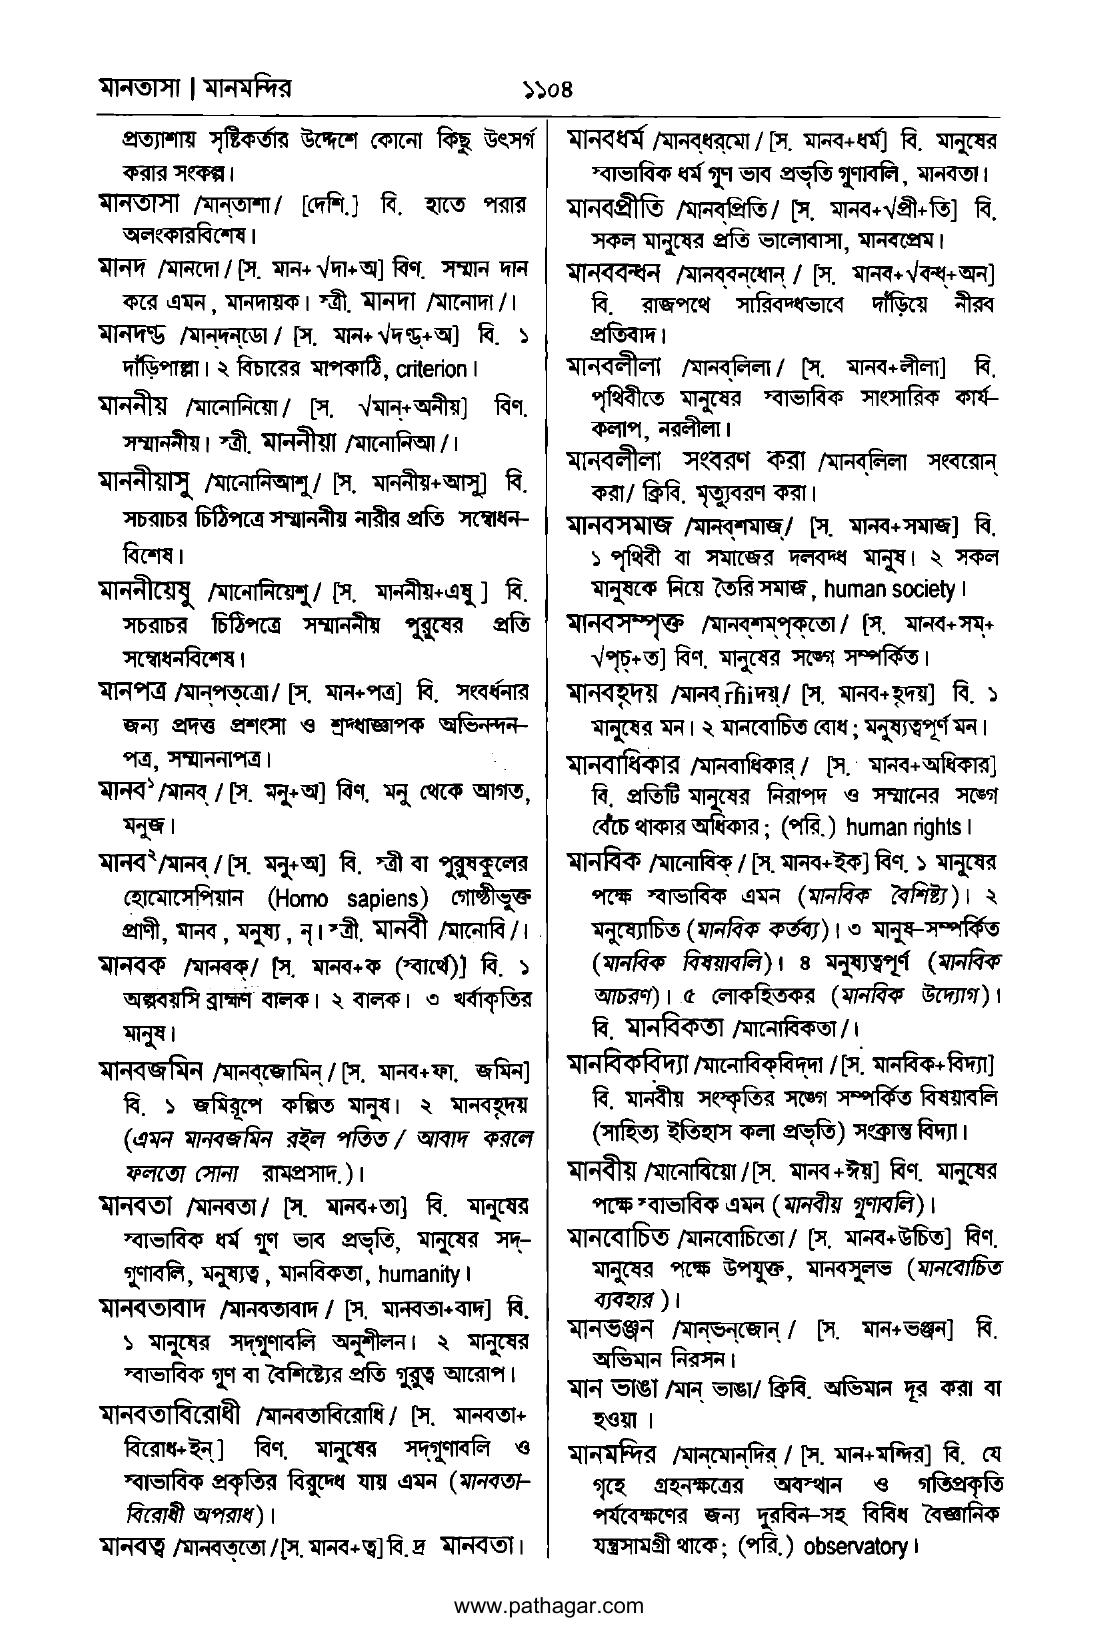 মানতাসা | মানমন্দির
১১০৪
প্রত্যাশায় সৃষ্টিকর্তার উদ্দেশে কোনো কিছু উৎসর্গ
করার সংকল্প।
মানতাসা /মান্‌তাশা/ [দেশি.] বি. হাতে পরার
অলংকারবিশেষ।
মানদ /মানদো/ [স. মান+√দা+অ] বিণ. সম্মান দান
করে এমন, মানদায়ক। স্ত্রী. মানদা /মানোদা/।
মানদণ্ড /মান্‌দন্‌ডো/ [স. মান+√দণ্ড্‌+অ] বি. ১
দাঁড়িপাল্লা। ২ বিচারের মাপকাঠি, criterion।
মাননীয় /মানোনিয়ো/ [স. √মান্‌+অনীয়] বিণ.
সম্মাননীয়। স্ত্রী. মাননীয়া /মানোনিআ/।
মাননীয়াসু /মানোনিআশু/ [স. মাননীয়+আসু] বি.
সচরাচর চিঠিপত্রে সম্মাননীয় নারীর প্রতি সম্বোধন-
বিশেষ।
মাননীয়েষু /মানোনিয়েশু/ [স. মাননীয়+এষু] বি.
সচরাচর চিঠিপত্রে সম্মাননীয় পুরুষের প্রতি
সম্বোধনবিশেষ।
মানপত্র /মান্‌পত্‌ত্রো/ [স. মান+পত্র] বি. সংবর্ধনার
জন্য প্রদত্ত প্রশংসা ও শ্রদ্ধাজ্ঞাপক অভিনন্দন-
পত্র, সম্মাননাপত্র।
মানব১ /মানব্‌/ [স. মনু+অ] বিণ. মনু থেকে আগত,
মনুজ।
মানব২ /মানব্‌/ [স. মনু+অ] বি. স্ত্রী বা পুরুষকুলের
হোমোসেপিয়ান (Homo sapiens) গোষ্ঠীভুক্ত
প্রাণী, মানব, মনুষ্য, নৃ। স্ত্রী. মানবী /মানোবি/।
মানবক /মানবক্‌/ [স. মানব+ক (স্বার্থে)] বি. ১
অল্পবয়সি ব্রাহ্মণ বালক। ২ বালক। ৩ খর্বাকৃতির
মানুষ।
মানবজমিন /মানব্‌জোমিন্‌/ [স. মানব+ফা. জমিন]
বি. ১ জমিরূপে কল্পিত মানুষ। ২ মানবহৃদয়
(এমন মানবজমিন রইল পতিত / আবাদ করলে
ফলতো সোনা রামপ্রসাদ.)।
মানবতা /মানবতা/ [স. মানব+তা] বি. মানুষের
স্বাভাবিক ধর্ম গুণ ভাব প্রভৃতি, মানুষের সদ্‌-
গুণাবলি, মনুষ্যত্ব, মানবিকতা, humanity।
মানবতাবাদ /মানবতাবাদ/ [স. মানবতা+বাদ] বি.
১ মানুষের সদ্‌গুণাবলি অনুশীলন। ২ মানুষের
স্বাভাবিক গুণ বা বৈশিষ্ট্যের প্রতি গুরুত্ব আরোপ।
মানবতাবিরোধী /মানবতাবিরোধি/ [স. মানবতা+
বিরোধ+ইন্‌] বিণ. মানুষের সদ্‌গুণাবলি ও
স্বাভাবিক প্রকৃতির বিরুদ্ধে যায় এমন (মানবতা-
বিরোধী অপরাধ)।
মানবত্ব /মানবত্‌তো/ [স. মানব+ত্ব] বি. দ্র মানবতা।
মানবধর্ম /মানব্‌ধর্‌মো/ [স. মানব+ধর্ম] বি. মানুষের
স্বাভাবিক ধর্ম গুণ ভাব প্রভৃতি গুণাবলি, মানবতা।
মানবপ্রীতি /মানব্‌প্রিতি/ [স. মানব+√প্রী+তি] বি.
সকল মানুষের প্রতি ভালোবাসা, মানবপ্রেম।
মানববন্ধন /মানব্‌বন্‌ধোন্‌/ [স. মানব+√বন্ধ্‌+অন]
বি. রাজপথে সারিবদ্ধভাবে দাঁড়িয়ে নীরব
প্রতিবাদ।
মানবলীলা /মানব্‌লিলা/ [স. মানব+লীলা] বি.
পৃথিবীতে মানুষের স্বাভাবিক সাংসারিক কার্য-
কলাপ, নরলীলা।
মানবলীলা সংবরণ করা /মানব্‌লিলা সংবরোন্‌
করা/ ক্রিবি. মৃত্যুবরণ করা।
মানবসমাজ /মানব্‌শমাজ্‌/ [স. মানব+সমাজ] বি.
১ পৃথিবী বা সমাজের দলবদ্ধ মানুষ। ২ সকল
মানুষকে নিয়ে তৈরি সমাজ, human society।
মানবসম্পৃক্ত /মানবশম্‌পৃক্‌তো/ [স. মানব+সম্‌+
√পৃচ্‌+ত] বিণ. মানুষের সঙ্গে সম্পর্কিত।
মানবহৃদয় /মানব্ r̃hiদয়্‌/ [স. মানব+হৃদয়] বি. ১
মানুষের মন। ২ মানবোচিত বোধ; মনুষ্যত্বপূর্ণ মন।
মানবাধিকার /মানবাধিকার্‌/ [স. মানব+অধিকার]
বি. প্রতিটি মানুষের নিরাপদ ও সম্মানের সঙ্গে
বেঁচে থাকার অধিকার; (পরি.) human rights।
মানবিক /মানোবিক্‌/ [স. মানব+ইক] বিণ. ১ মানুষের
পক্ষে স্বাভাবিক এমন (মানবিক বৈশিষ্ট্য)। ২
মনুষ্যোচিত (মানবিক কর্তব্য)। ৩ মানুষ-সম্পর্কিত
(মানবিক বিষয়াবলি)। ৪ মনুষ্যত্বপূর্ণ (মানবিক
আচরণ)। ৫ লোকহিতকর (মানবিক উদ্যোগ)।
বি. মানবিকতা /মানোবিকতা/।
মানবিকবিদ্যা /মানোবিক্‌বিদ্‌দা/ [স. মানবিক+বিদ্যা]
বি. মানবীয় সংস্কৃতির সঙ্গে সম্পর্কিত বিষয়াবলি
(সাহিত্য ইতিহাস কলা প্রভৃতি) সংক্রান্ত বিদ্যা।
মানবীয় /মানোবিয়ো/ [স. মানব+ঈয়] বিণ. মানুষের
পক্ষে স্বাভাবিক এমন (মানবীয় গুণাবলি)।
মানবোচিত /মানবোচিতো/ [স. মানব+উচিত] বিণ.
মানুষের পক্ষে উপযুক্ত, মানবসুলভ (মানবোচিত
ব্যবহার)।
মানভঞ্জন /মান্‌ভন্‌জোন্‌/ [স. মান+ভঞ্জন] বি.
অভিমান নিরসন।
মান ভাঙা /মান্‌ ভাঙা/ ক্রিবি. অভিমান দূর করা বা
হওয়া।
মানমন্দির /মান্‌মোন্‌দির্‌/ [স. মান+মন্দির] বি. যে
গৃহে গ্রহনক্ষত্রের অবস্থান ও গতিপ্রকৃতি
পর্যবেক্ষণের জন্য দুরবিন-সহ বিবিধ বৈজ্ঞানিক
যন্ত্রসামগ্রী থাকে; (পরি.) observatory।
www.pathagar.com